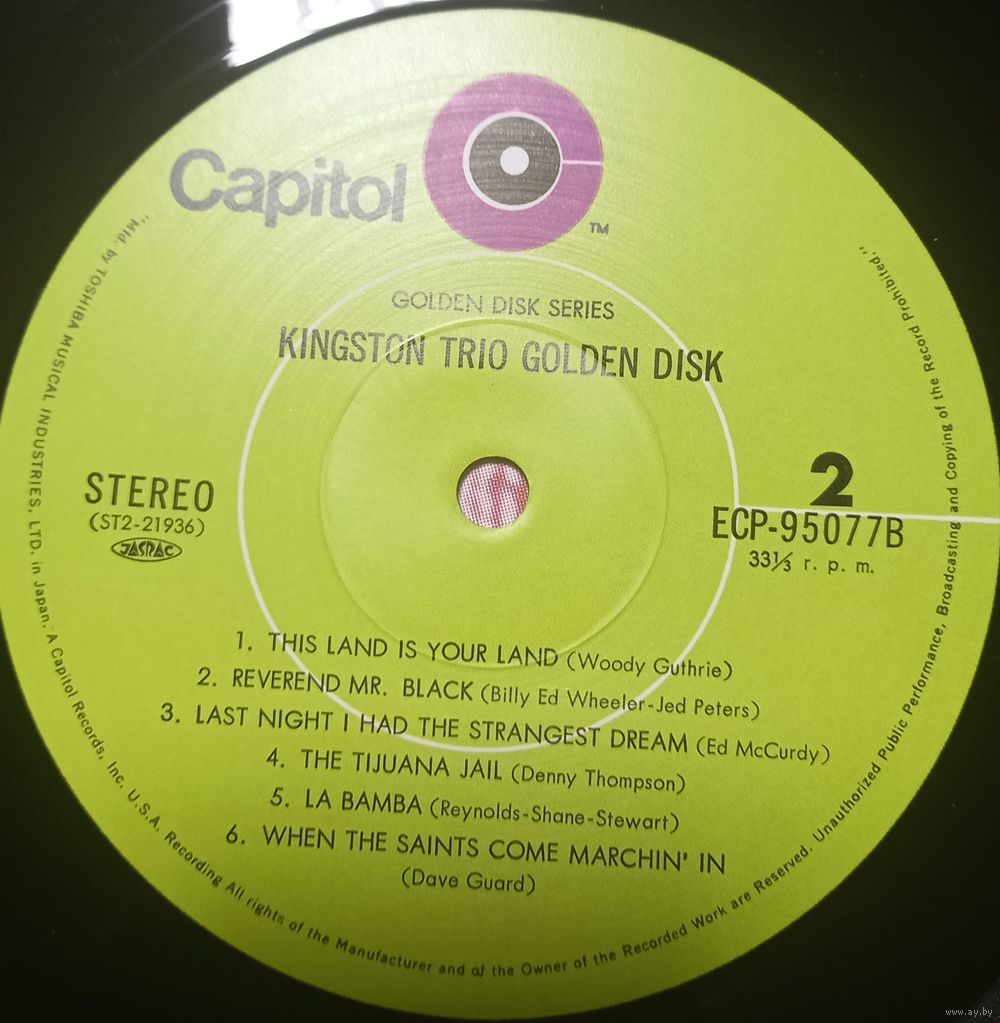 Capitol
TM
GOLDEN DISK SERIES
KINGSTON TRIO GOLDEN DISK
STEREO
(ST2-21936)
JASRAC
2
ECP-95077B
33⅓ r. p. m.
1. THIS LAND IS YOUR LAND (Woody Guthrie)
2. REVEREND MR. BLACK (Billy Ed Wheeler-Jed Peters)
3. LAST NIGHT I HAD THE STRANGEST DREAM (Ed McCurdy)
4. THE TIJUANA JAIL (Denny Thompson)
5. LA BAMBA (Reynolds-Shane-Stewart)
6. WHEN THE SAINTS COME MARCHIN' IN
(Dave Guard)
"Mfd. by TOSHIBA MUSICAL INDUSTRIES, LTD. in Japan. A Capitol Records, Inc. U.S.A. Recording All rights of the Manufacturer and of the Owner of the Recorded Work are Reserved. Unauthorized Public Performance, Broadcasting and Copying of the Record Prohibited."
www.ay.by